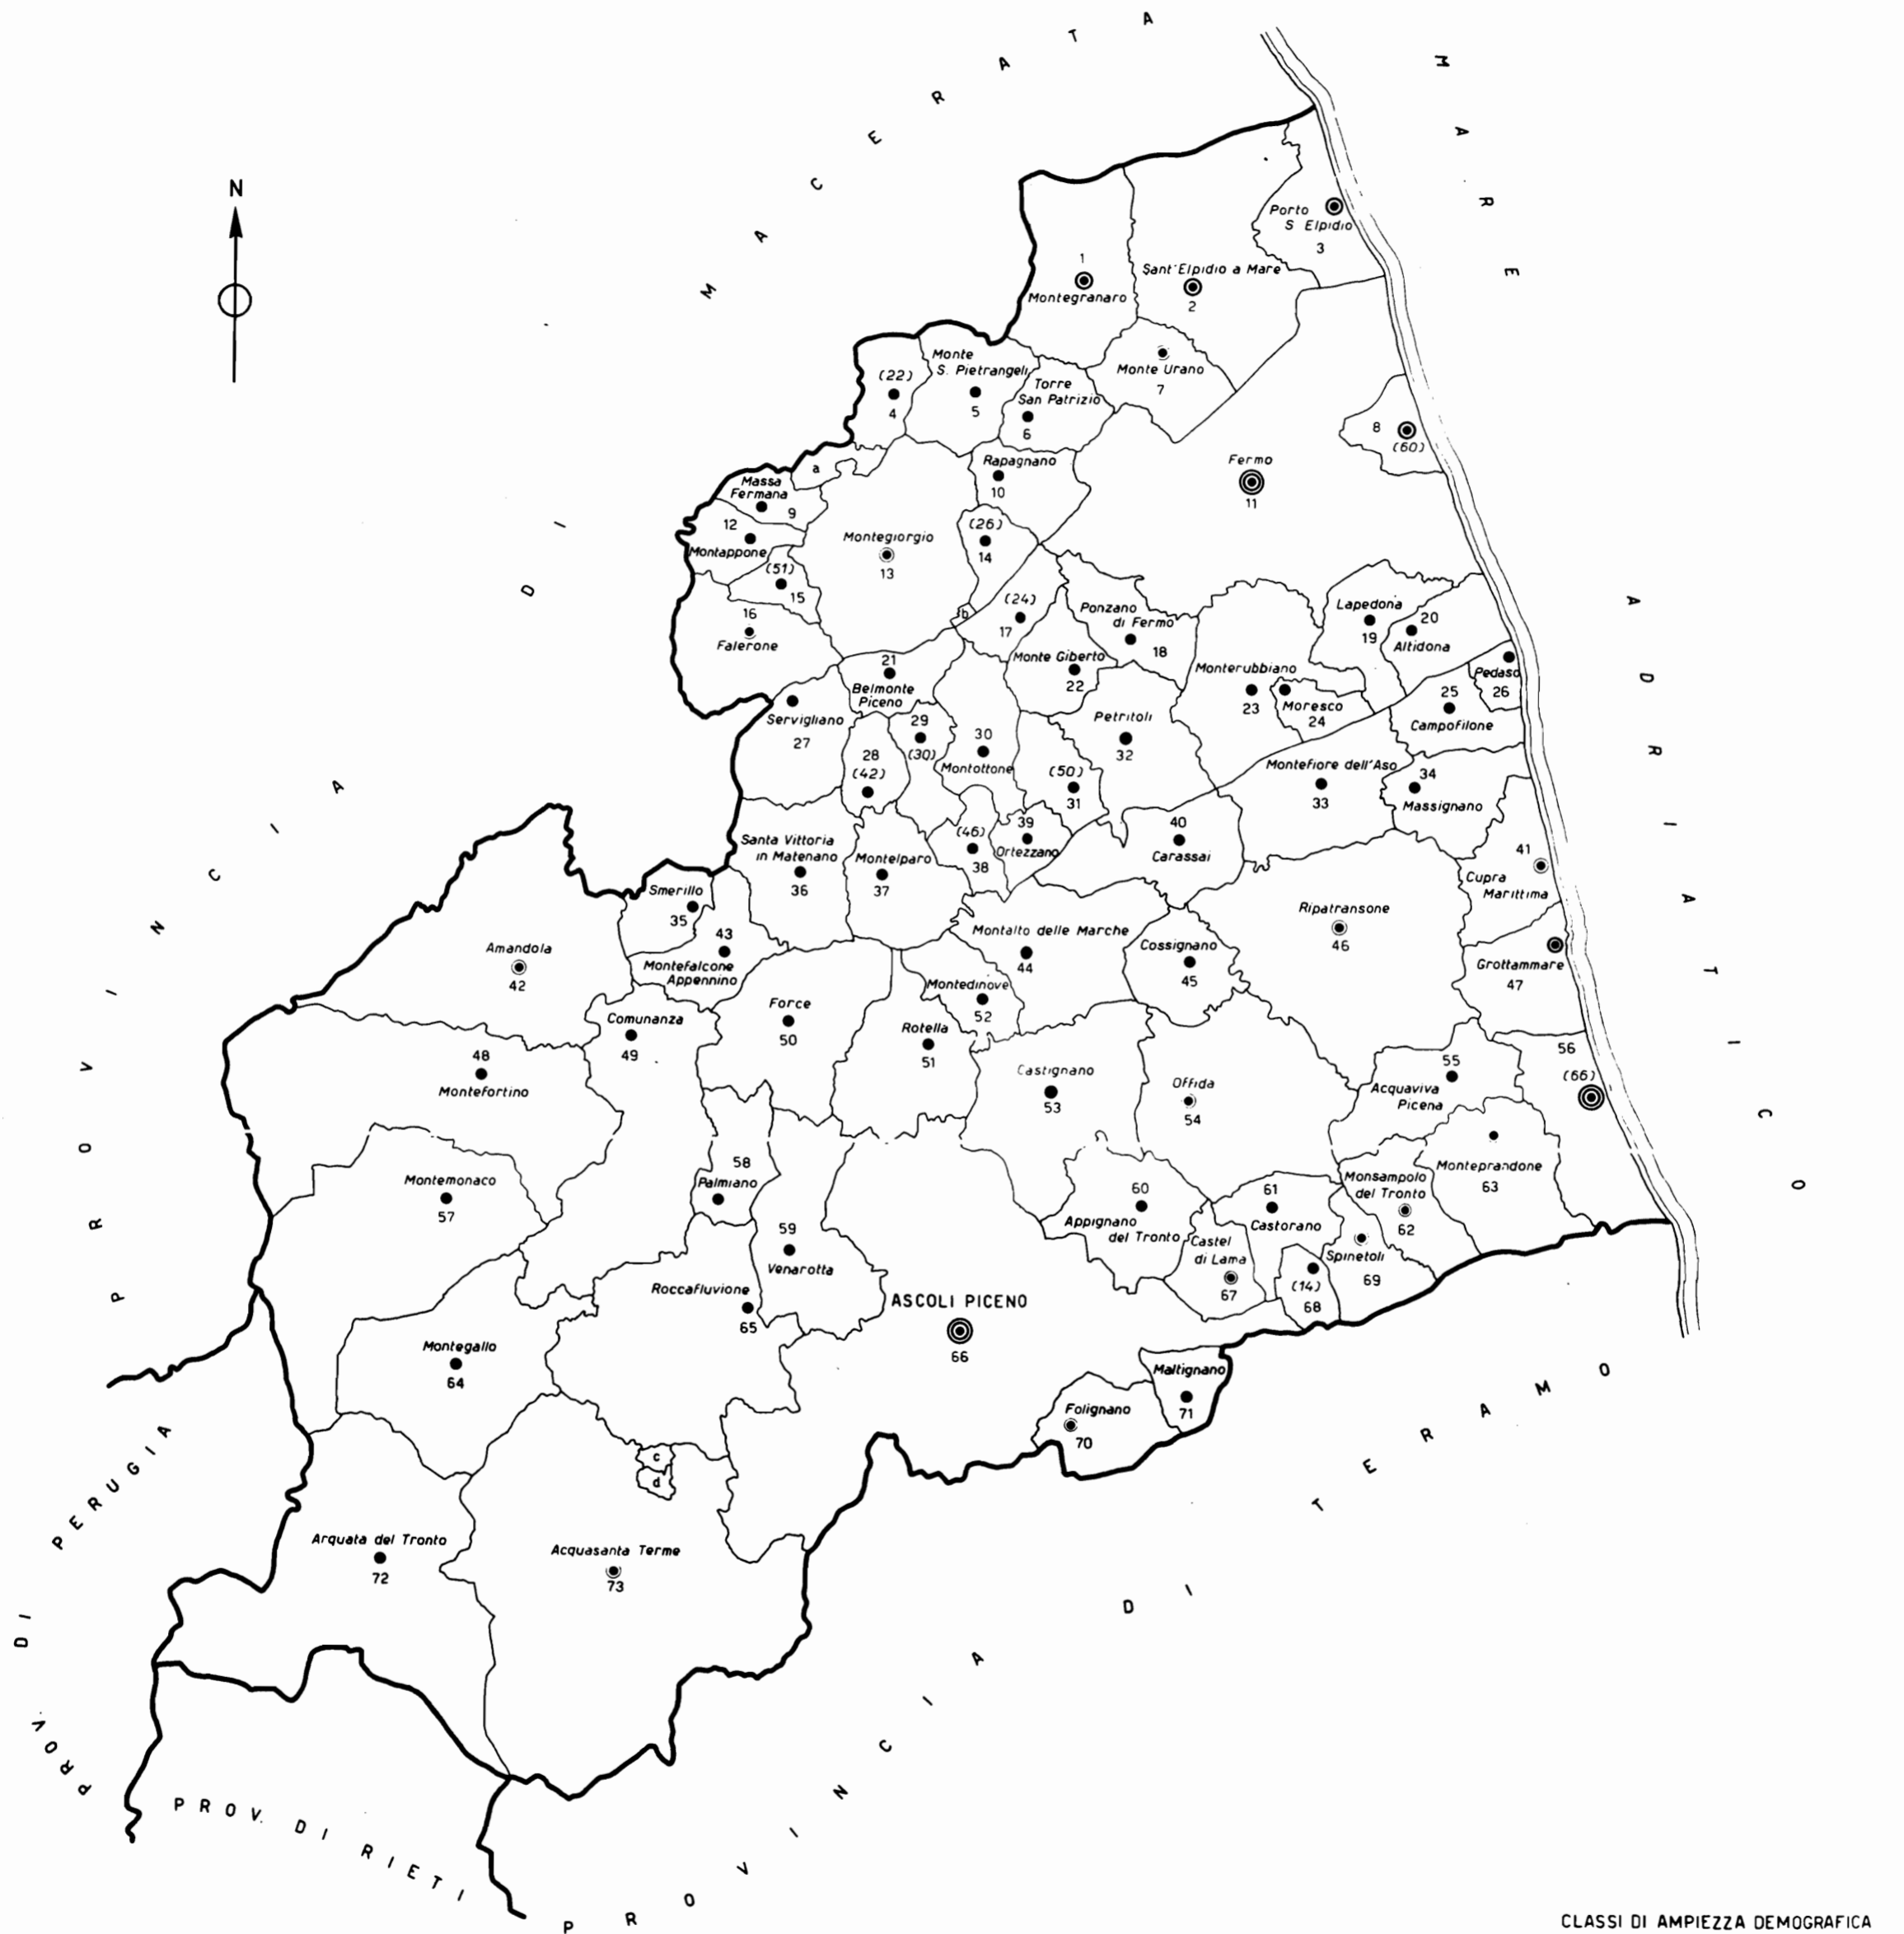 PROVINCIA DI MACERATA
MARE ADRIATICO
N
Porto
S Elpidio
3
1
Montegranaro
Sant'Elpidio a Mare
2
Monte
S. Pietrangeli
5
(22)
4
Torre
San Patrizio
6
Monte Urano
7
8
(60)
Fermo
11
a
Massa
Fermana
9
Rapagnano
10
12
Montappone
Montegiorgio
13
(26)
14
(51)
15
16
Falerone
b
(24)
17
Ponzano
di Fermo
18
Lapedona
19
20
Altidona
21
Belmonte
Piceno
Monte Giberto
22
Monterubbiano
23
Moresco
24
25
Campofilone
Pedaso
26
Servigliano
27
28
(42)
29
(30)
30
Montottone
(50)
31
Petritoli
32
Montefiore dell'Aso
33
34
Massignano
Smerillo
35
Santa Vittoria
in Matenano
36
Montelparo
37
(46)
38
39
Ortezzano
40
Carassai
41
Cupra
Marittima
Amandola
42
43
Montefalcone
Appennino
Montalto delle Marche
44
Cossignano
45
Ripatransone
46
Grottammare
47
48
Montefortino
Comunanza
49
Force
50
Rotella
51
Montedinove
52
Castignano
53
Offida
54
55
Acquaviva
Picena
56
(66)
Montemonaco
57
58
Palmiano
59
Venarotta
60
Appignano
del Tronto
61
Castorano
Monsampolo
del Tronto
62
Monteprandone
63
Montegallo
64
Roccafluvione
65
ASCOLI PICENO
66
Castel
di Lama
67
(14)
68
Spinetoli
69
Folignano
70
Maltignano
71
c
d
Arquata del Tronto
72
Acquasanta Terme
73
PROV. DI PERUGIA
PROV. DI RIETI
PROVINCIA DI TERAMO
CLASSI DI AMPIEZZA DEMOGRAFICA